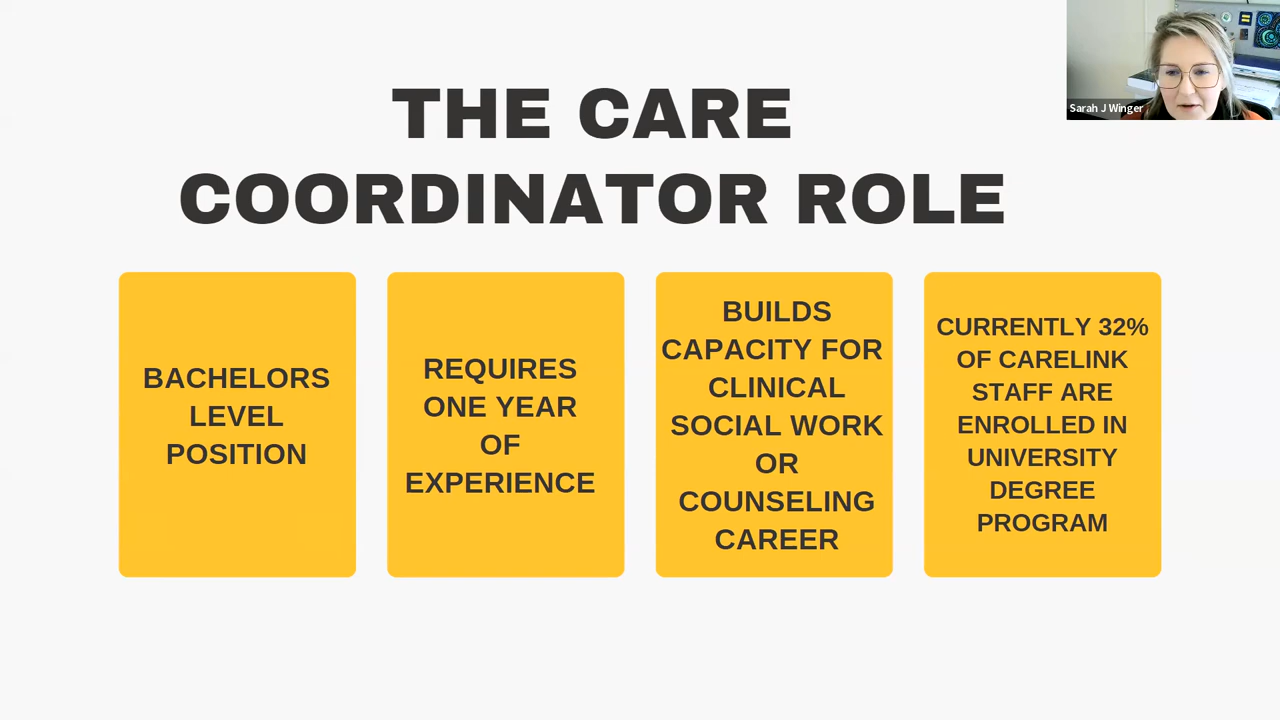 THE CARE
COORDINATOR ROLE
Sarah J Winger
BACHELORS
LEVEL
POSITION
REQUIRES
ONE YEAR
OF
EXPERIENCE
BUILDS
CAPACITY FOR
CLINICAL
SOCIAL WORK
OR
COUNSELING
CAREER
CURRENTLY 32%
OF CARELINK
STAFF ARE
ENROLLED IN
UNIVERSITY
DEGREE
PROGRAM